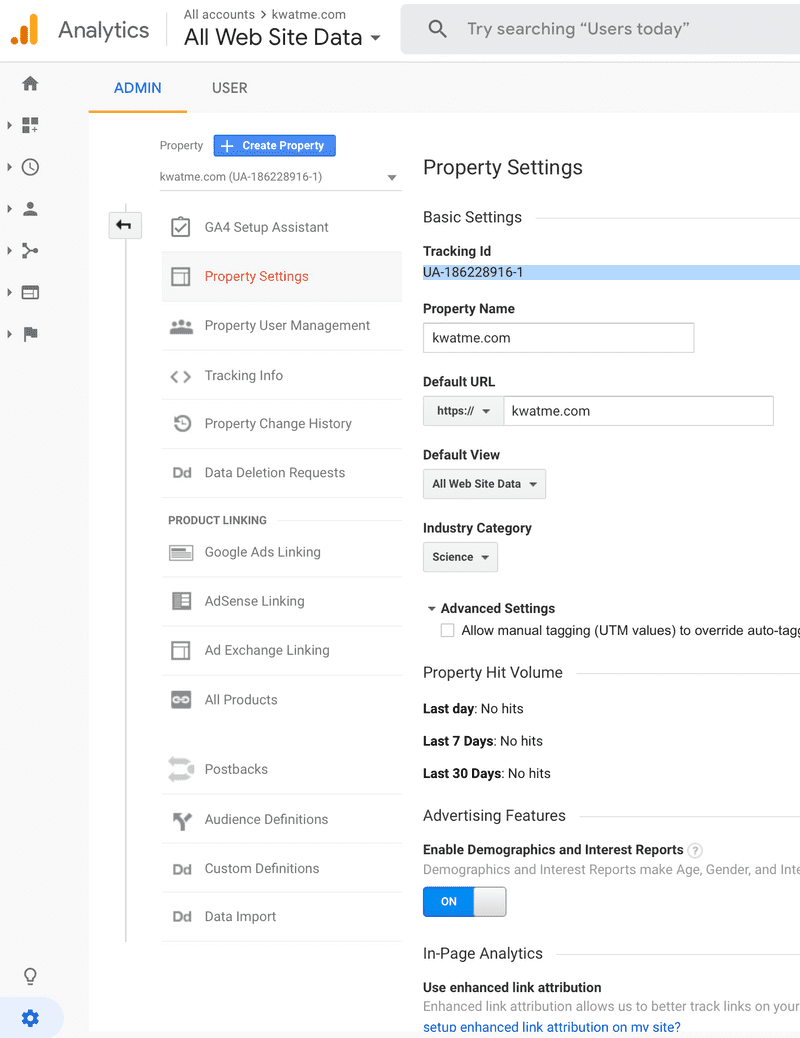 Analytics
All accounts > kwatme.com
All Web Site Data
Try searching “Users today”
ADMIN
USER
Property
Create Property
kwatme.com (UA-186228916-1)
GA4 Setup Assistant
Property Settings
Property User Management
Tracking Info
Property Change History
Dd Data Deletion Requests
PRODUCT LINKING
Google Ads Linking
AdSense Linking
Ad Exchange Linking
All Products
Postbacks
Audience Definitions
Dd Custom Definitions
Dd Data Import
Property Settings
Basic Settings
Tracking Id
UA-186228916-1
Property Name
kwatme.com
Default URL
https:// kwatme.com
Default View
All Web Site Data
Industry Category
Science
Advanced Settings
Allow manual tagging (UTM values) to override auto-tagg
Property Hit Volume
Last day: No hits
Last 7 Days: No hits
Last 30 Days: No hits
Advertising Features
Enable Demographics and Interest Reports ?
Demographics and Interest Reports make Age, Gender, and Inte
ON
In-Page Analytics
Use enhanced link attribution
Enhanced link attribution allows us to better track links on your
setup enhanced link attribution on my site?